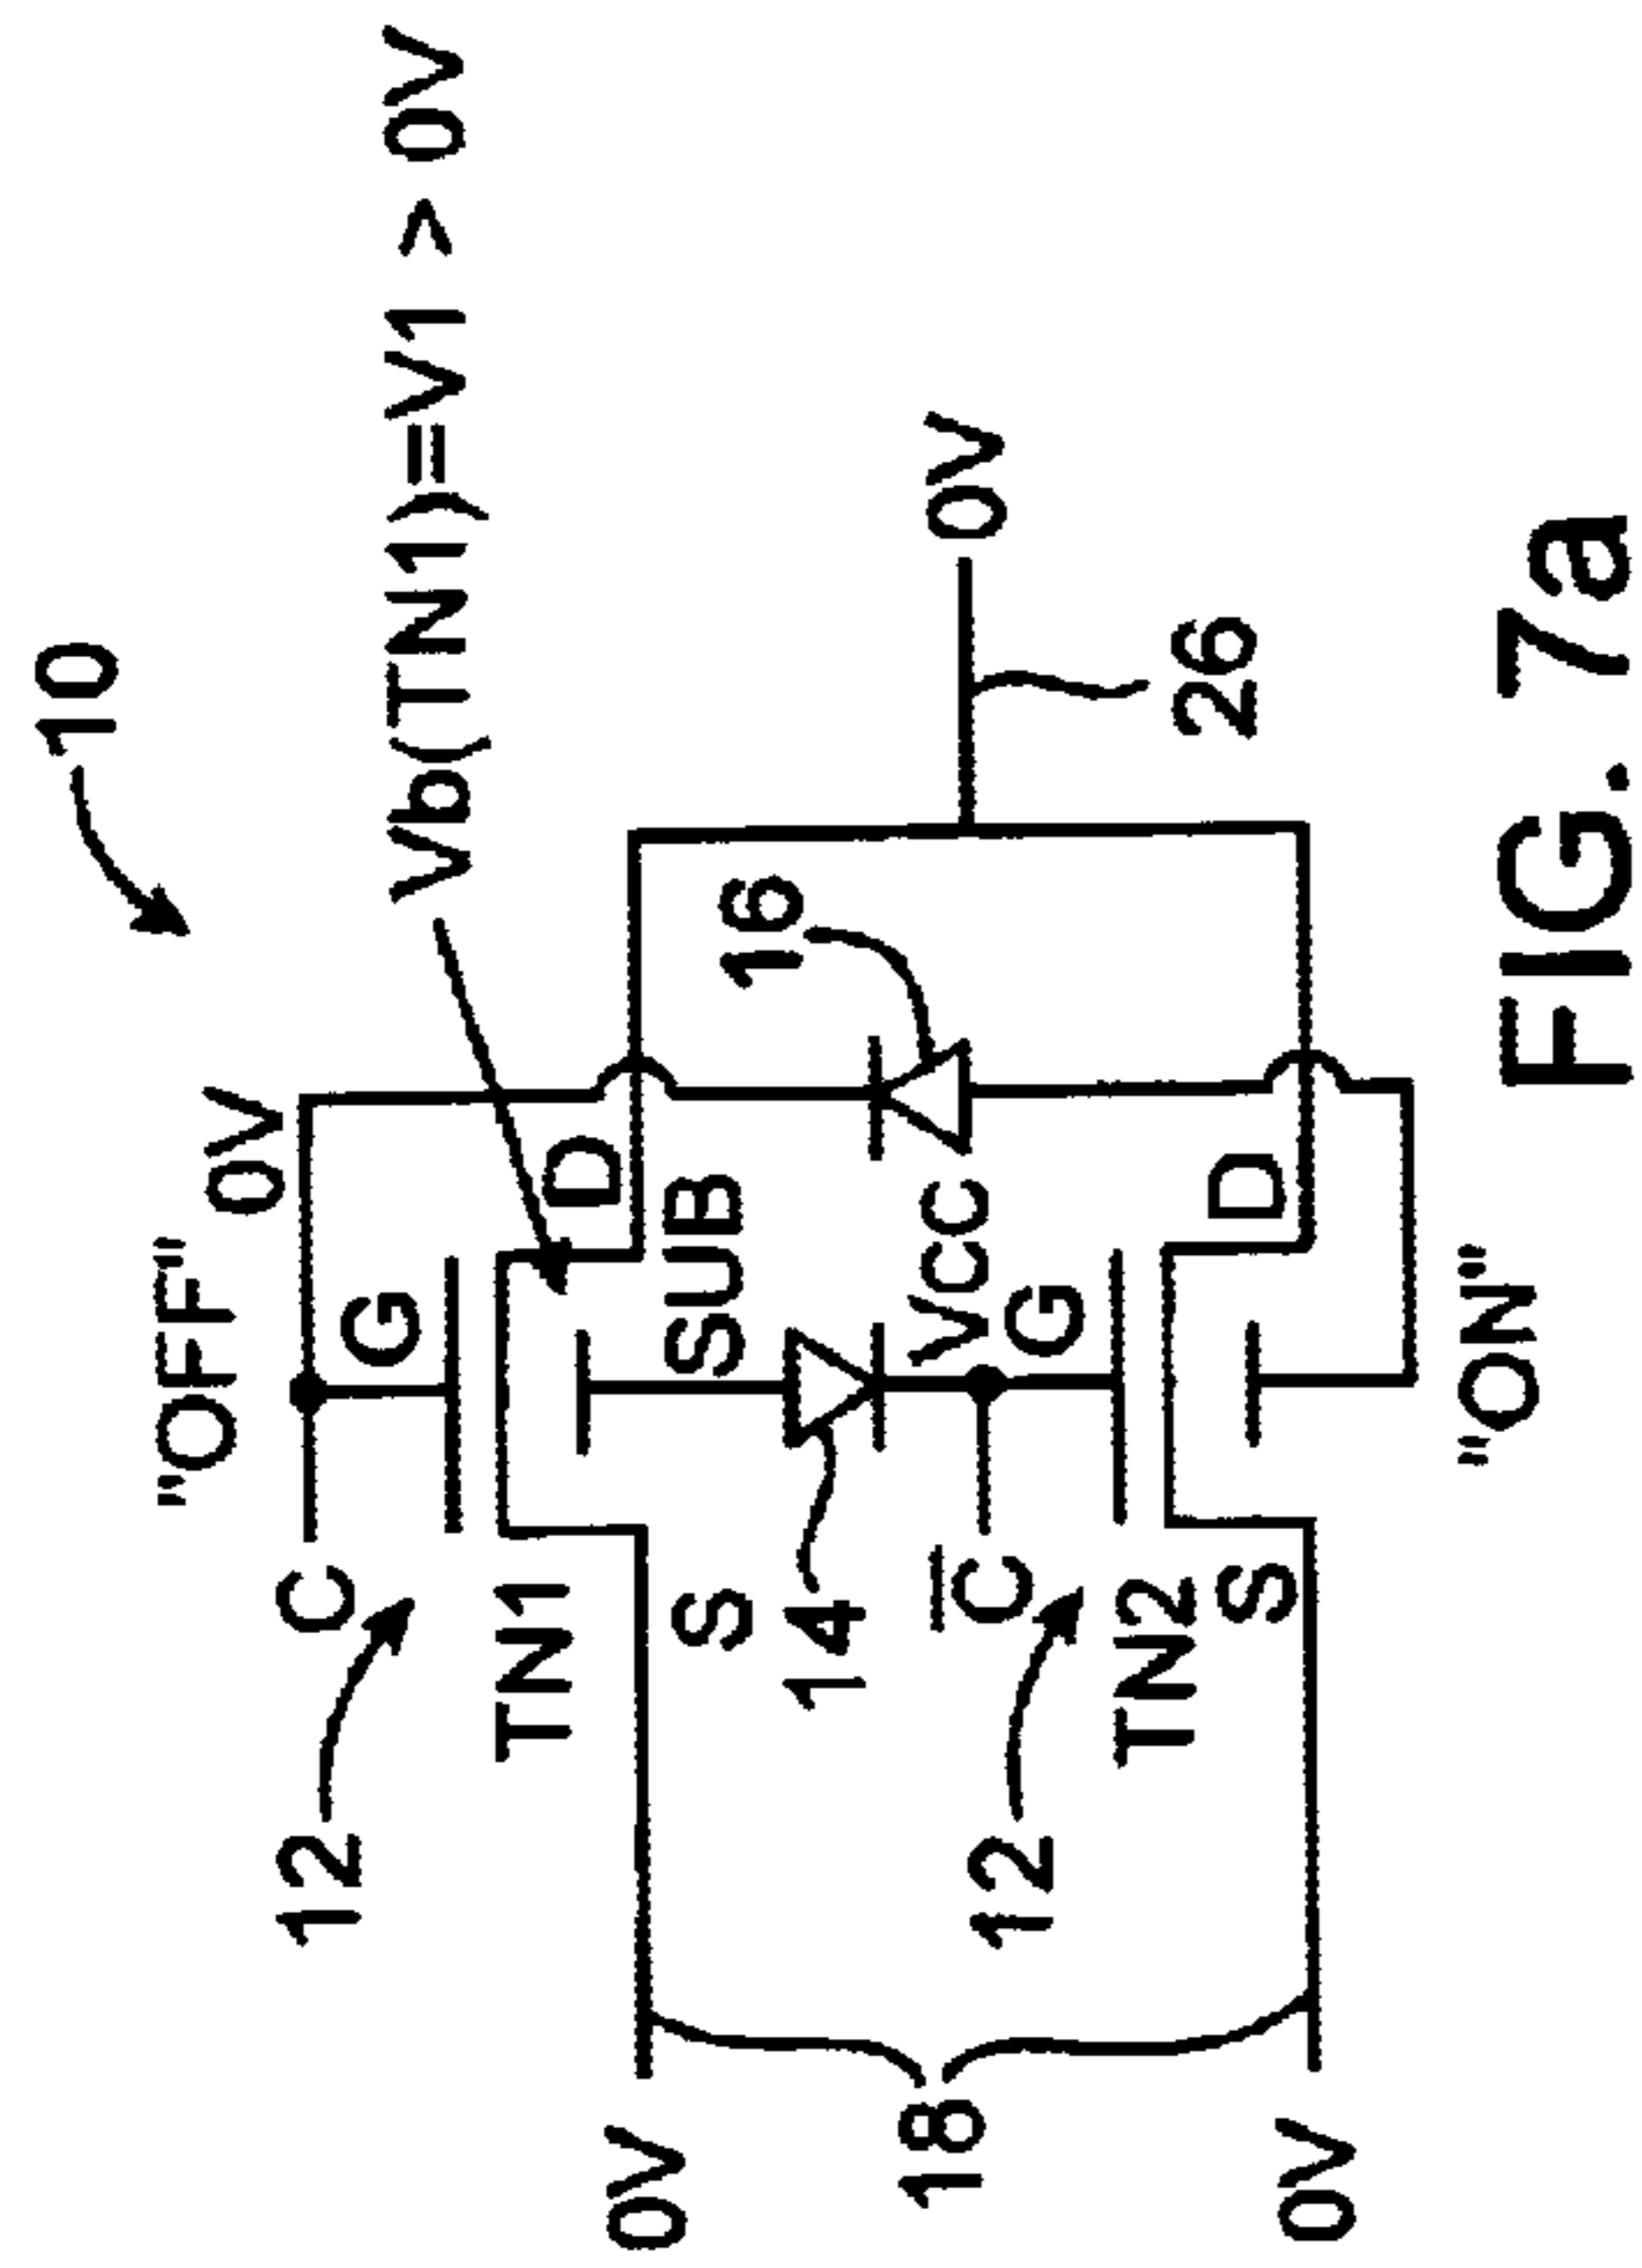 10
"OFF" 0V
12
C
G
Vb(TN1)=V1 > 0V
TN1
D
0V
S
SUB
14
16
Vcc
18
C̅
G
0V
12
TN2
26
S
D
0V
"ON"
FIG. 7a